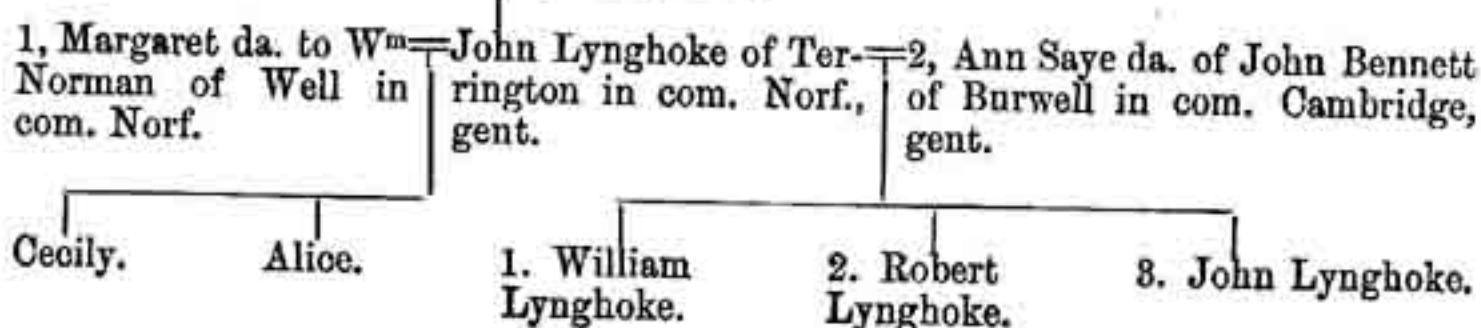 1, Margaret da. to Wm
Norman of Well in
com. Norf.
John Lynghoke of Ter-
rington in com. Norf.,
gent.
2, Ann Saye da. of John Bennett
of Burwell in com. Cambridge,
gent.
Cecily.
Alice.
1. William
Lynghoke.
2. Robert
Lynghoke.
3. John Lynghoke.